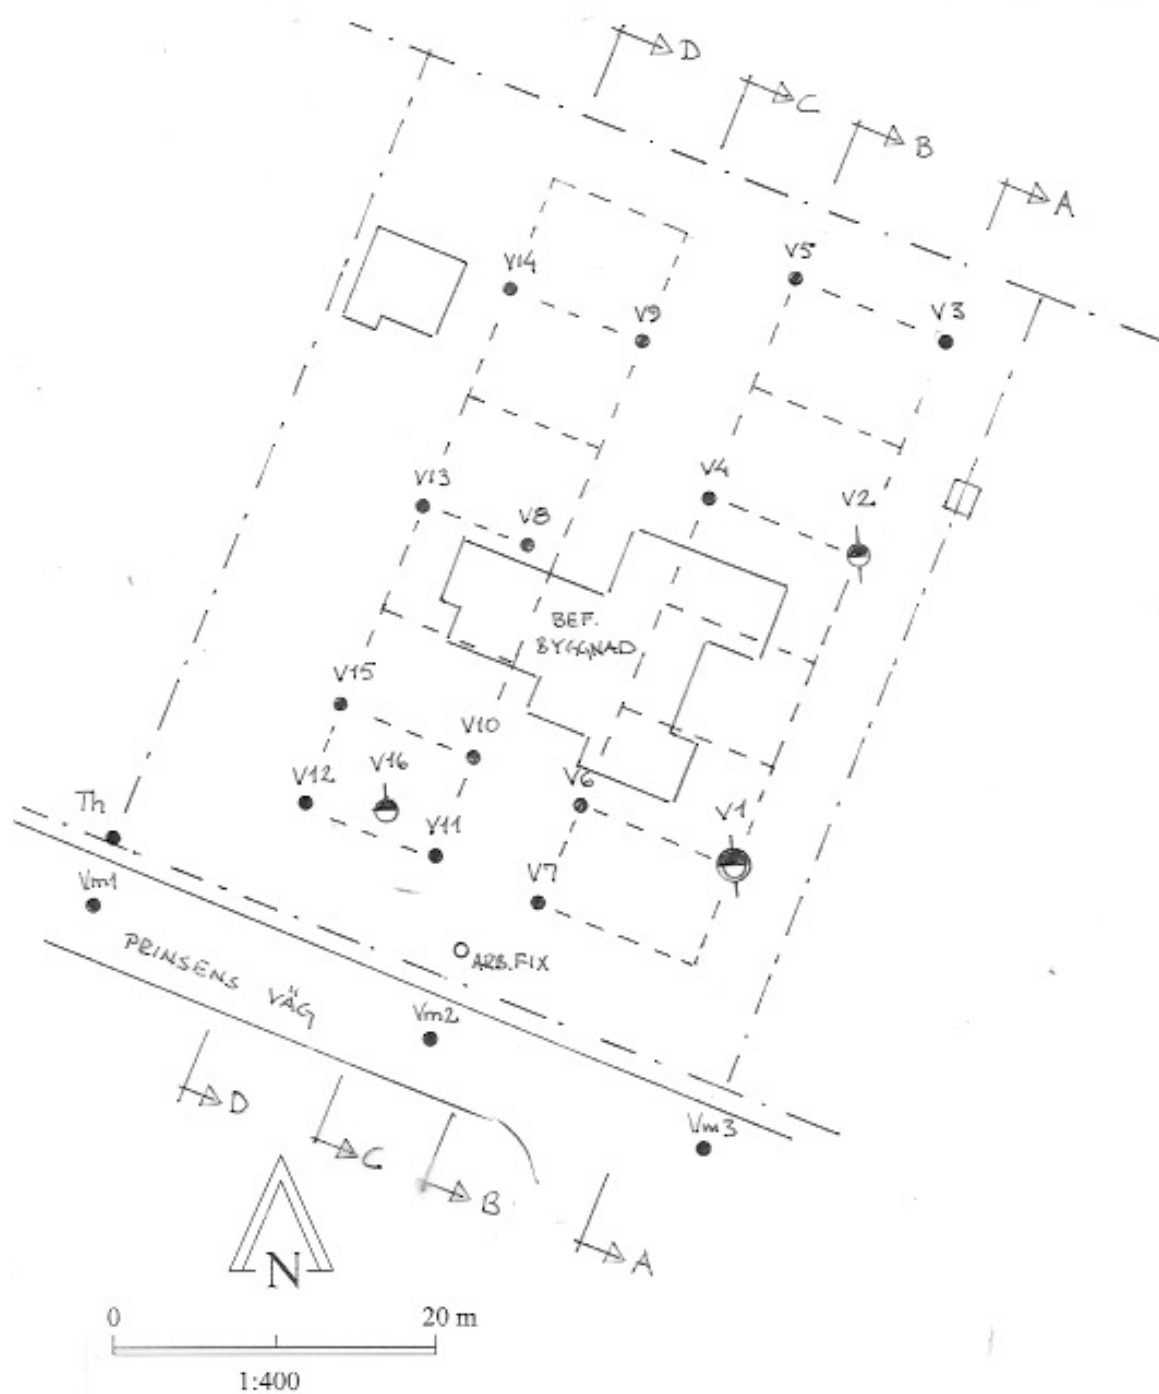 D
C
B
A
V5
V14
V9
V3
V13
V4
V2
V8
BEF.
BYGGNAD
V15
V10
V12
V16
V6
V1
Th
V11
V7
Vm1
PRINSENS VÄG
ARB.FIX
Vm2
D
Vm3
C
B
A
N
0 20 m
1:400